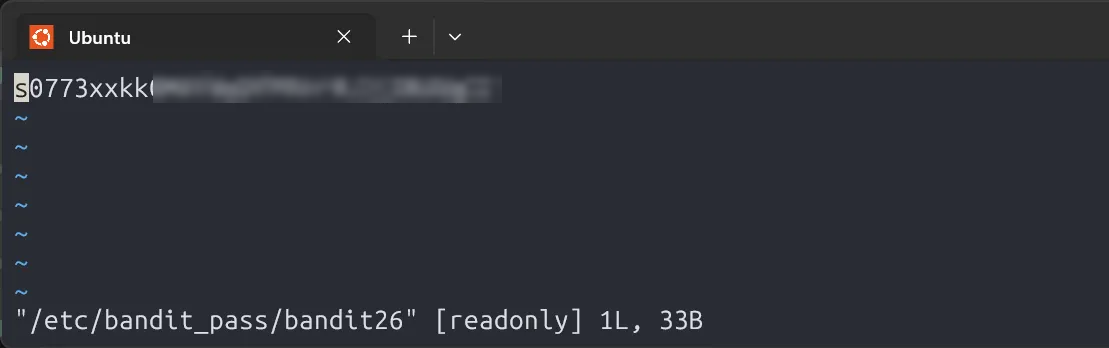 Ubuntu
s0773xxkk
~
~
~
~
~
~
~
"/etc/bandit_pass/bandit26" [readonly] 1L, 33B